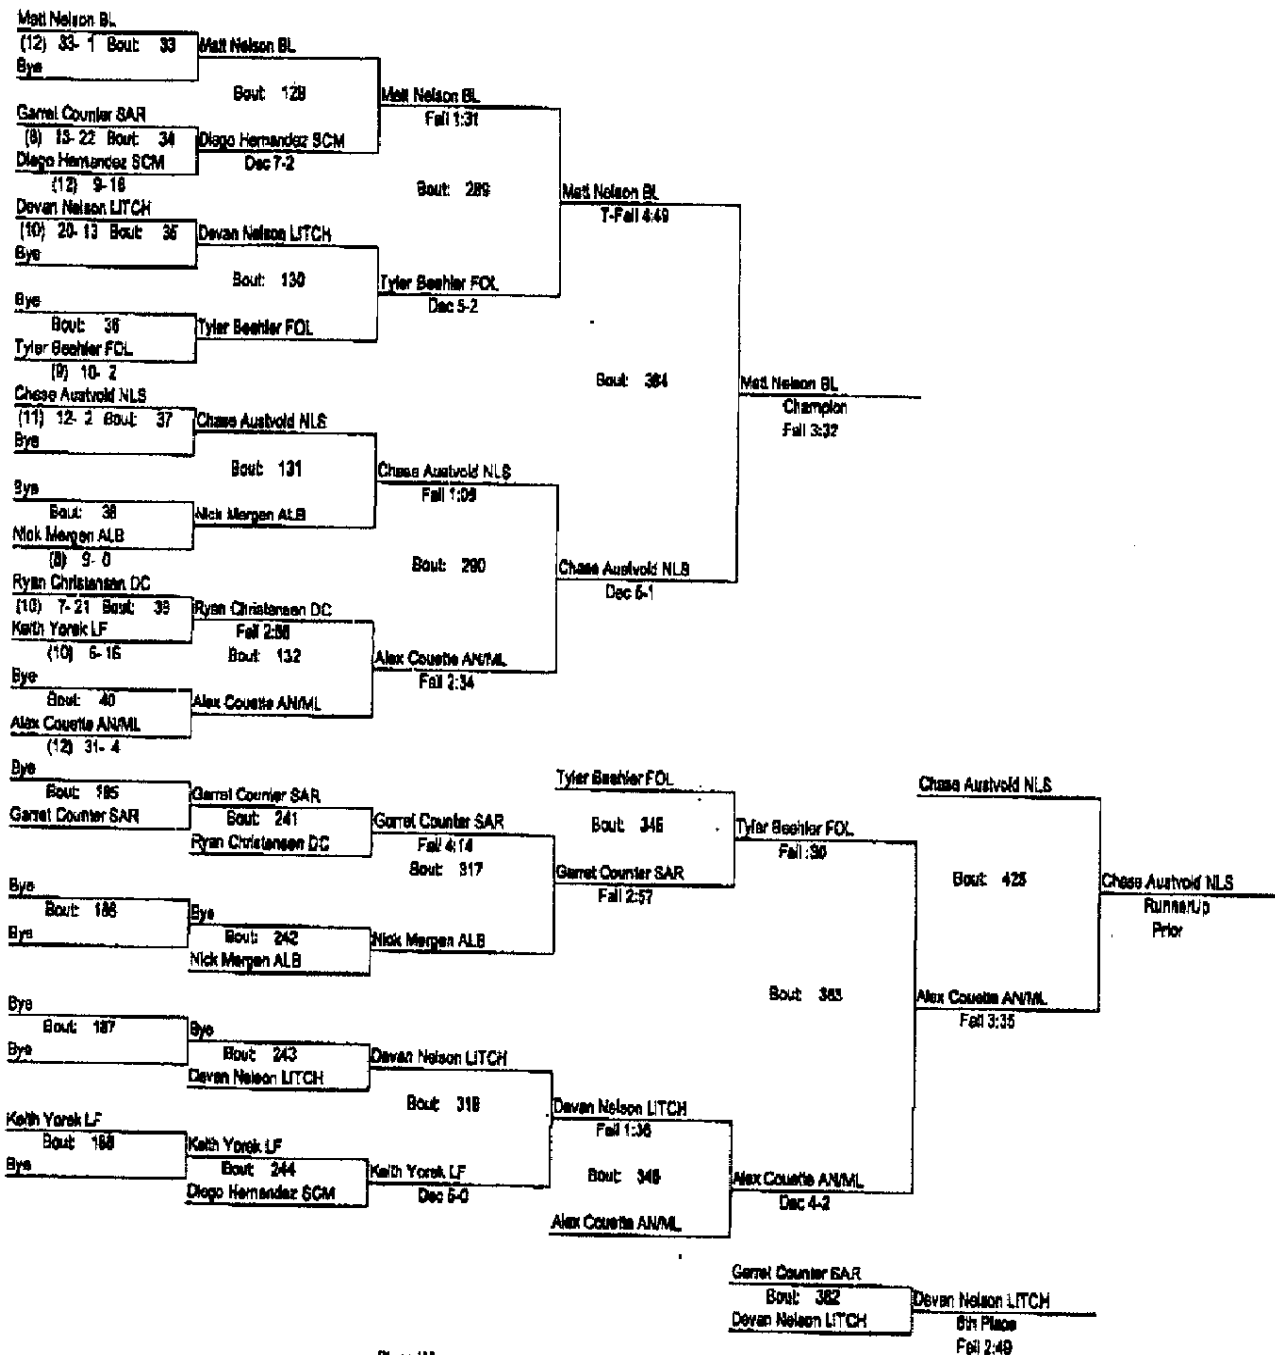 Matt Nelson BL
(12) 33- 1 Bout: 33
Bye
Matt Nelson BL
Bout: 129
Garret Counter SAR
(8) 13- 22 Bout: 34
Diego Hernandez SCM
(12) 9-18
Diego Hernandez SCM
Dec 7-2
Matt Nelson BL
Fall 1:31
Bout: 289
Devan Nelson LITCH
(10) 20- 13 Bout: 35
Bye
Devan Nelson LITCH
Bout: 130
Bye
Bout: 36
Tyler Beehler FOL
(9) 10- 2
Tyler Beehler FOL
Tyler Beehler FOL
Dec 5-2
Matt Nelson BL
T-Fall 4:49
Bout: 384
Chase Austvold NLS
(11) 12- 2 Bout: 37
Bye
Chase Austvold NLS
Bout: 131
Bye
Bout: 38
Nick Mergen ALB
(8) 9- 0
Nick Mergen ALB
Chase Austvold NLS
Fall 1:09
Bout: 290
Ryan Christensen DC
(10) 7-21 Bout: 39
Keith Yorek LF
(10) 6-16
Ryan Christensen DC
Fall 2:56
Bout: 132
Bye
Bout: 40
Alex Couette AN/ML
(12) 31- 4
Alex Couette AN/ML
Alex Couette AN/ML
Fall 2:34
Chase Austvold NLS
Dec 5-1
Matt Nelson BL
Champion
Fall 3:32
Bye
Bout: 185
Garret Counter SAR
Garret Counter SAR
Bout: 241
Ryan Christensen DC
Garret Counter SAR
Fall 4:14
Bout: 317
Bye
Bout: 186
Bye
Bye
Bout: 242
Nick Mergen ALB
Nick Mergen ALB
Tyler Beehler FOL
Bout: 346
Garret Counter SAR
Fall 2:57
Tyler Beehler FOL
Fall :30
Bout: 383
Bye
Bout: 187
Bye
Bye
Bout: 243
Devan Nelson LITCH
Devan Nelson LITCH
Bout: 318
Keith Yorek LF
Bout: 188
Bye
Keith Yorek LF
Bout: 244
Diego Hernandez SCM
Keith Yorek LF
Dec 5-0
Devan Nelson LITCH
Fall 1:36
Bout: 345
Alex Couette AN/ML
Alex Couette AN/ML
Dec 4-2
Chase Austvold NLS
Bout: 425
Alex Couette AN/ML
Fall 3:35
Chase Austvold NLS
RunnerUp
Prior
Garret Counter SAR
Bout: 382
Devan Nelson LITCH
Devan Nelson LITCH
5th Place
Fall 2:49